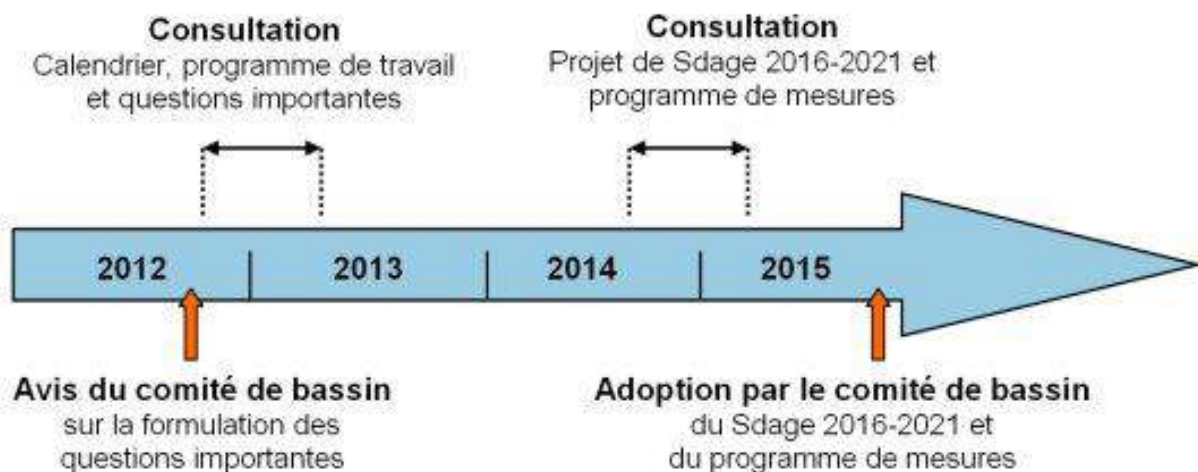 Consultation
Calendrier, programme de travail
et questions importantes
Consultation
Projet de Sdage 2016-2021 et
programme de mesures
2012
2013
2014
2015
Avis du comité de bassin
sur la formulation des
questions importantes
Adoption par le comité de bassin
du Sdage 2016-2021 et
du programme de mesures